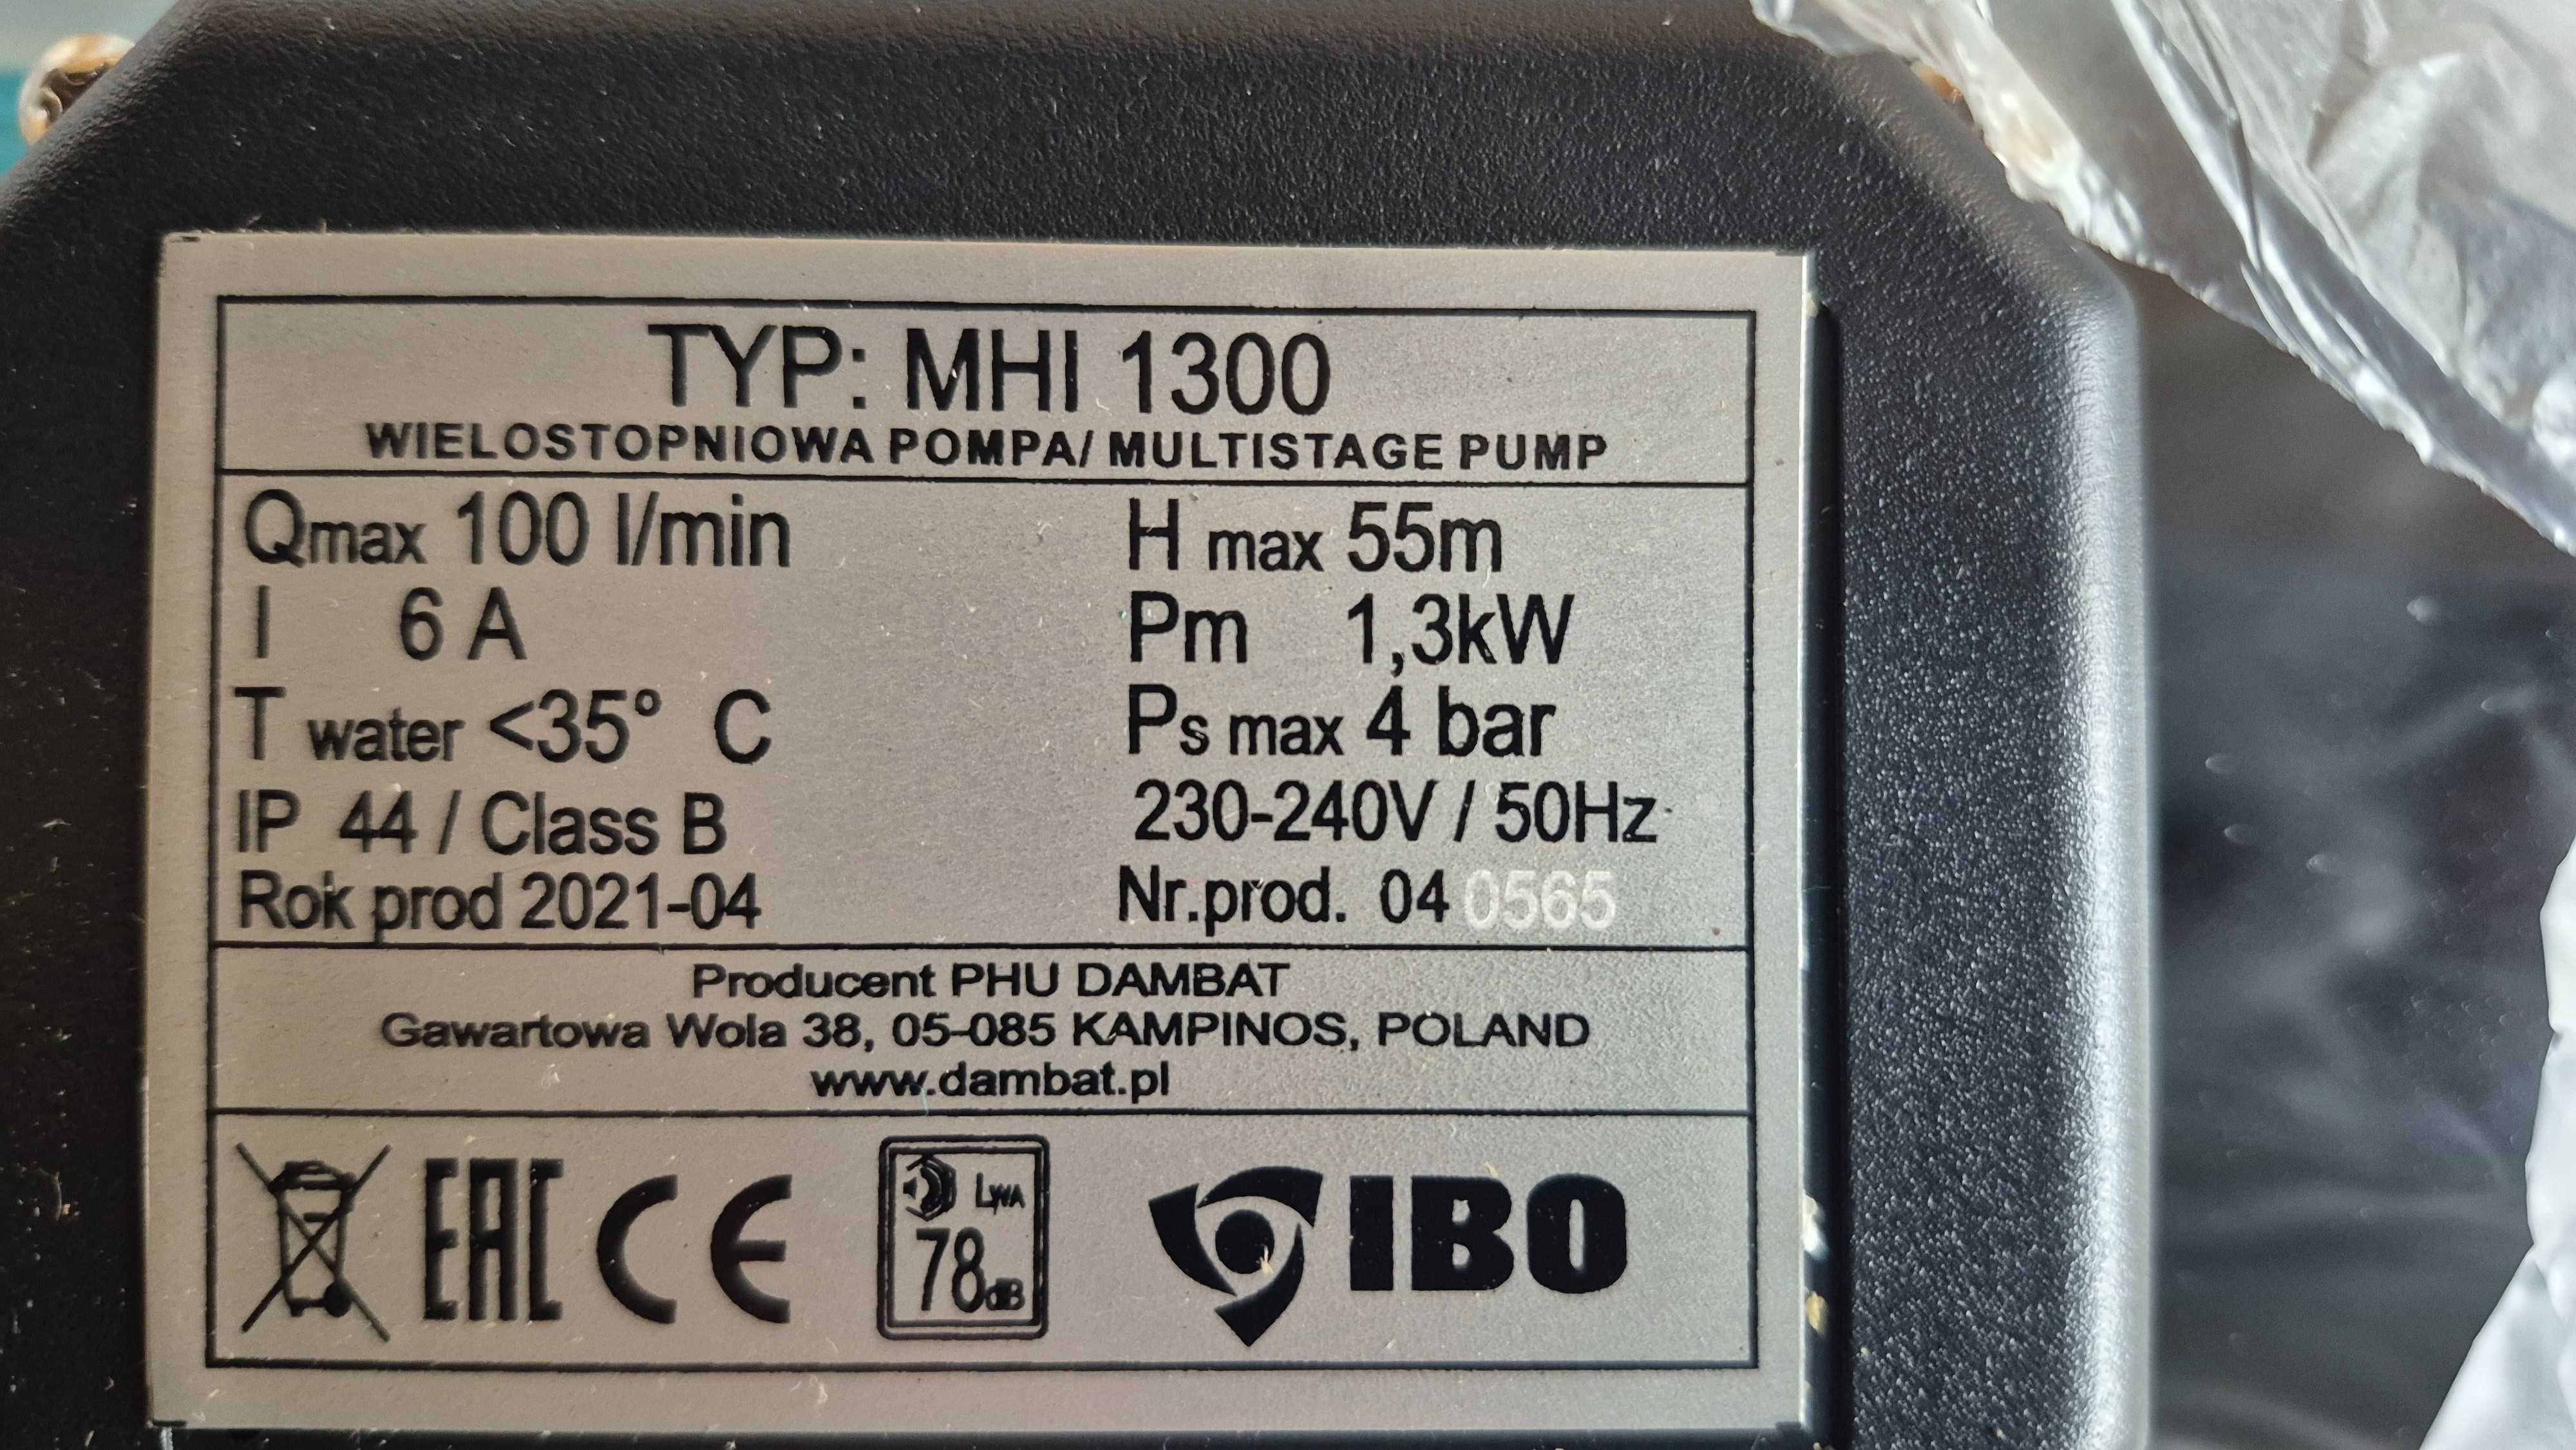 TYP: MHI 1300
WIELOSTOPNIOWA POMPA/ MULTISTAGE PUMP
Qmax 100 l/min H max 55m
I 6 A Pm 1,3kW
T water <35° C Ps max 4 bar
IP 44 / Class B 230-240V / 50Hz
Rok prod 2021-04 Nr.prod. 04 0565
Producent PHU DAMBAT
Gawartowa Wola 38, 05-085 KAMPINOS, POLAND
www.dambat.pl
EAC CE LWA 78dB IBO